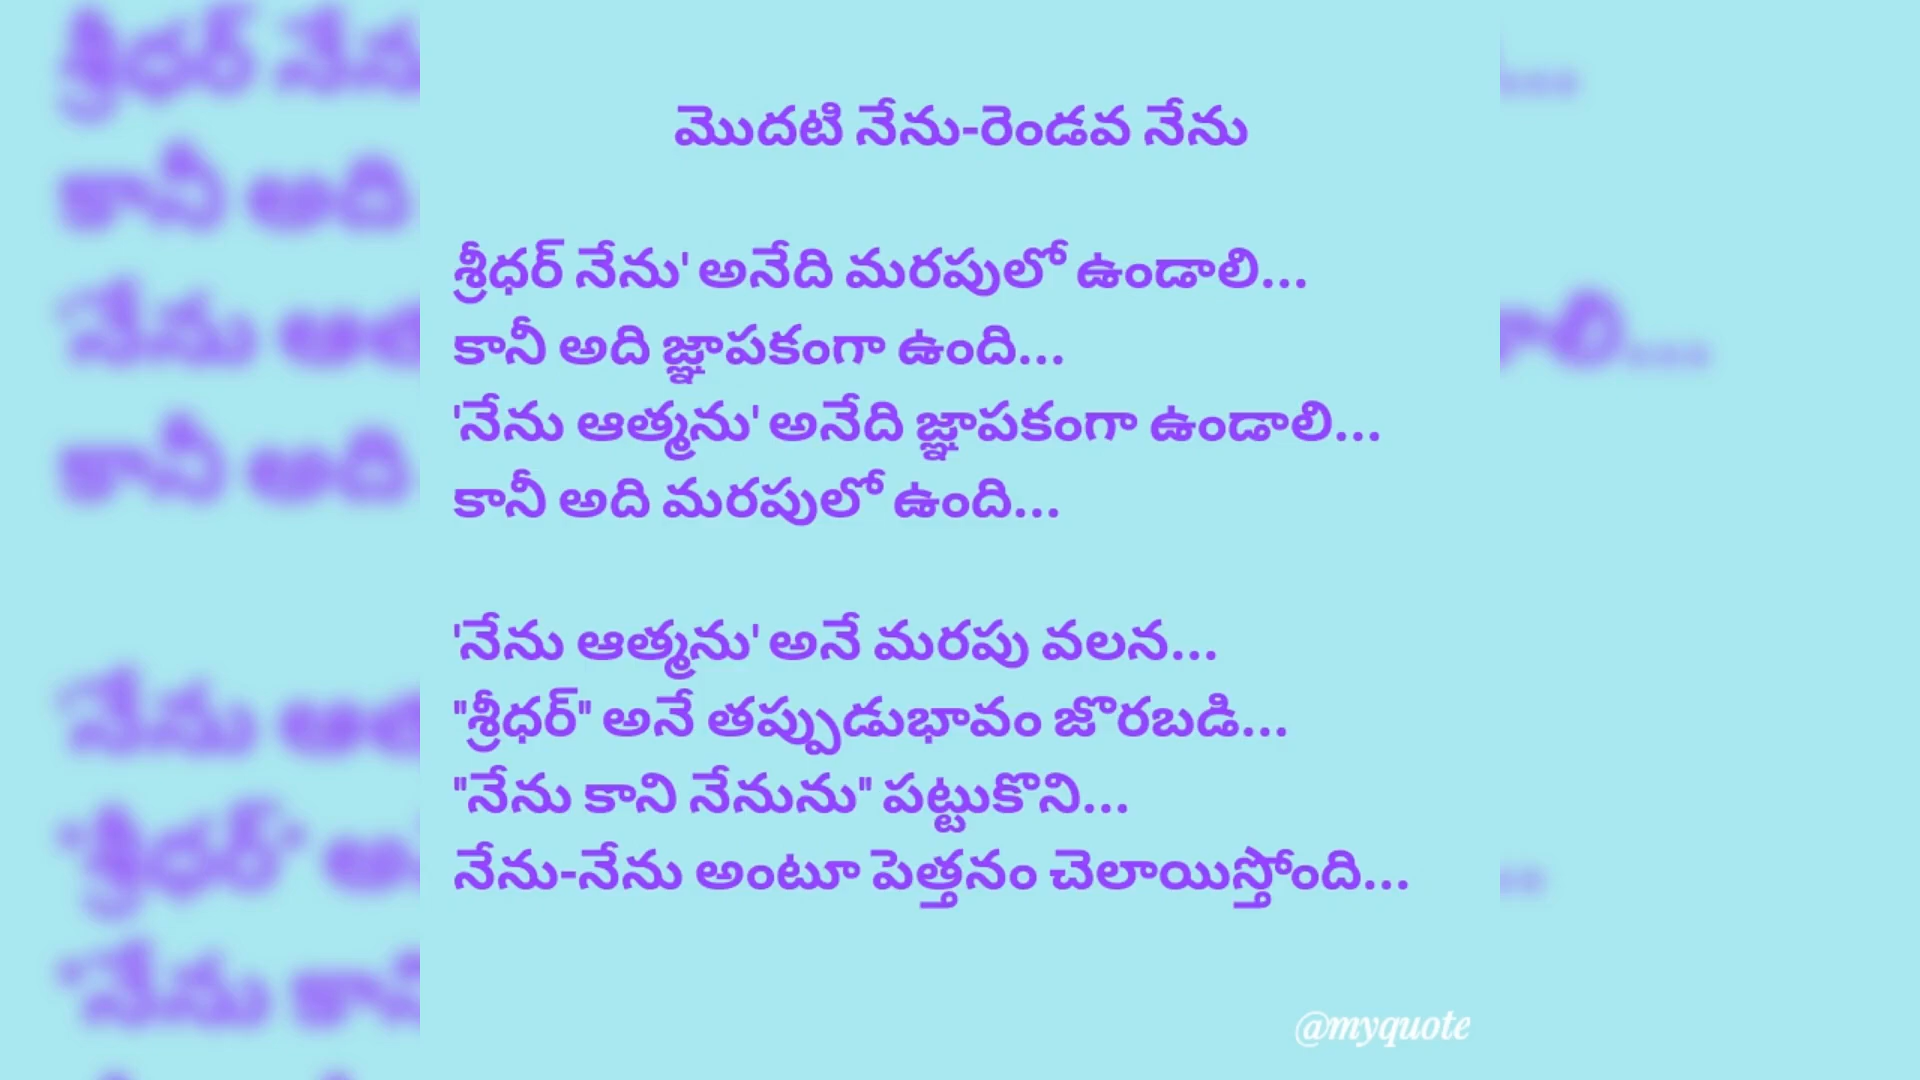 మొదటి నేను-రెండవ నేను
శ్రీధర్ నేను' అనేది మరపులో ఉండాలి...
కానీ అది జ్ఞాపకంగా ఉంది...
'నేను ఆత్మను' అనేది జ్ఞాపకంగా ఉండాలి...
కానీ అది మరపులో ఉంది...
'నేను ఆత్మను' అనే మరపు వలన...
"శ్రీధర్" అనే తప్పుడుభావం జొరబడి...
"నేను కాని నేనును" పట్టుకొని...
నేను-నేను అంటూ పెత్తనం చెలాయిస్తోంది...
@myquote